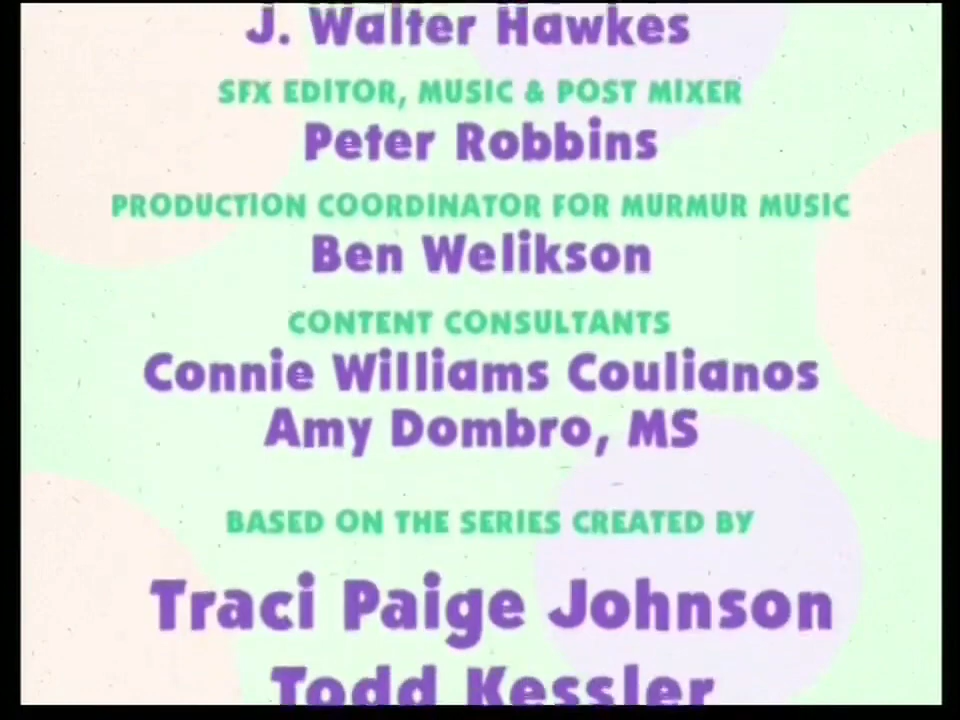 J. Walter Hawkes
SFX EDITOR, MUSIC & POST MIXER
Peter Robbins
PRODUCTION COORDINATOR FOR MURMUR MUSIC
Ben Welikson
CONTENT CONSULTANTS
Connie Williams Coulianos
Amy Dombro, MS
BASED ON THE SERIES CREATED BY
Traci Paige Johnson
Todd Kessler